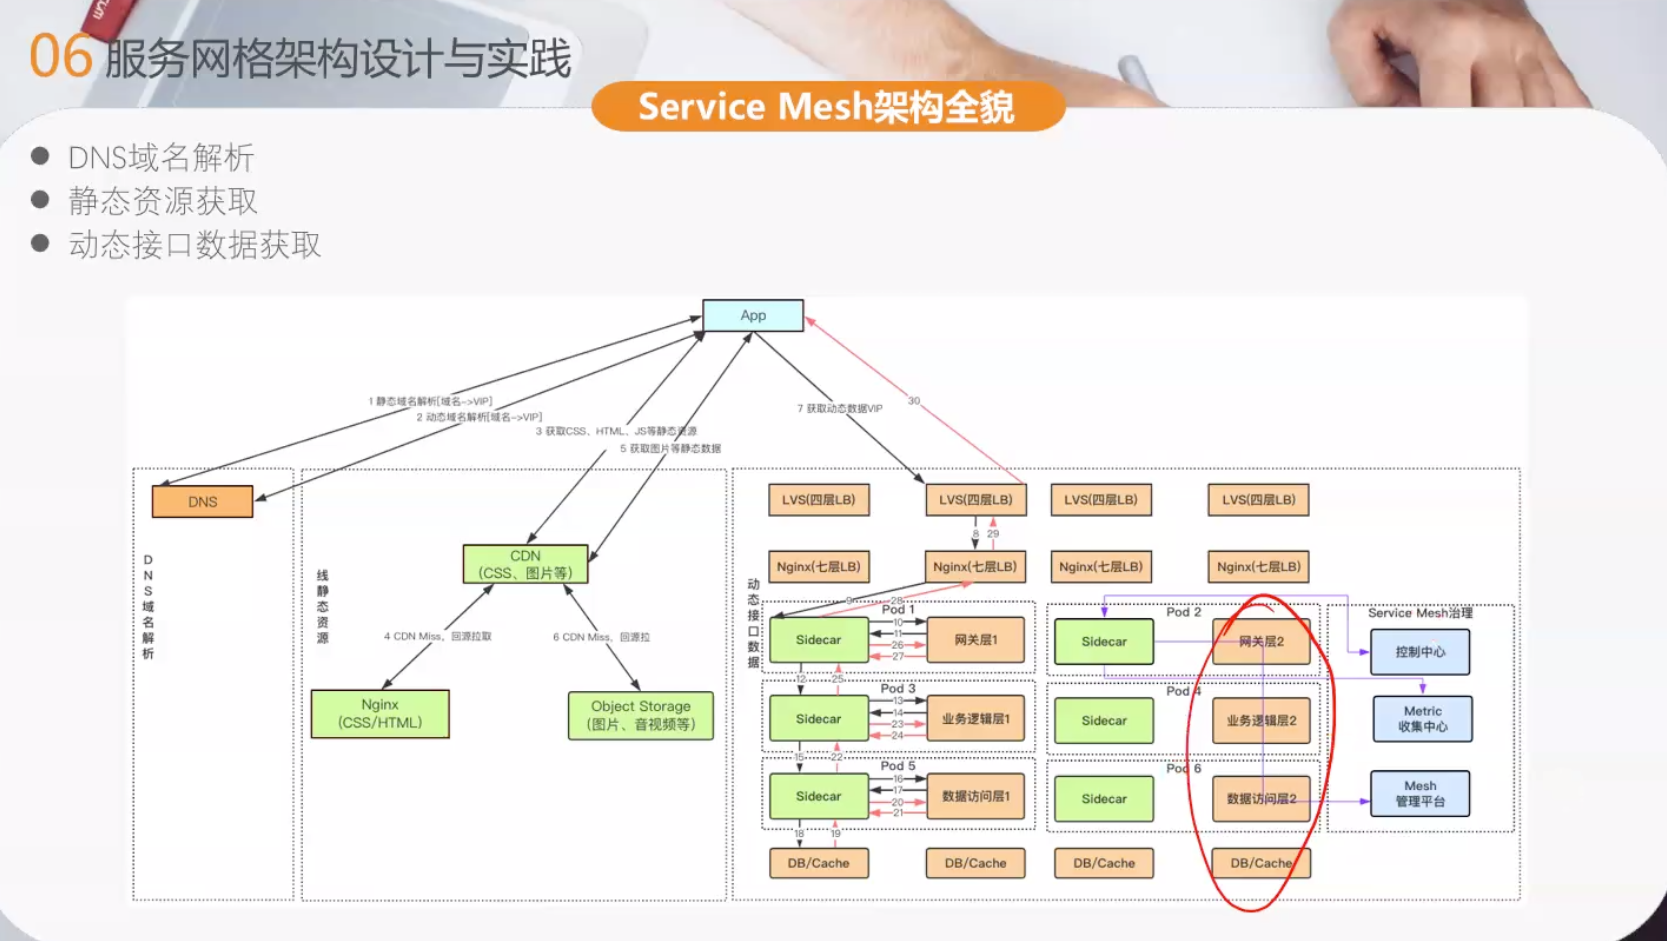 06 服务网格架构设计与实践
Service Mesh架构全貌
DNS域名解析
静态资源获取
动态接口数据获取
App
1 静态域名解析[域名->VIP]
2 动态域名解析[域名->VIP]
3 获取CSS、HTML、JS等静态资源
5 获取图片等静态数据
7 获取动态数据VIP
30
DNS
DNS域名解析
线静态资源
CDN
(CSS、图片等)
4 CDN Miss，回源拉取
6 CDN Miss，回源拉
Nginx
(CSS/HTML)
Object Storage
(图片、音视频等)
动态接口数据
LVS(四层LB)
LVS(四层LB)
LVS(四层LB)
LVS(四层LB)
8
29
Nginx(七层LB)
Nginx(七层LB)
Nginx(七层LB)
Nginx(七层LB)
9
28
Pod 1
Sidecar
10
11
26
27
网关层1
12
25
Pod 3
Sidecar
13
14
23
24
业务逻辑层1
15
22
Pod 5
Sidecar
16
17
20
21
数据访问层1
18
19
DB/Cache
DB/Cache
DB/Cache
DB/Cache
Pod 2
Sidecar
网关层2
Pod 4
Sidecar
业务逻辑层2
Pod 6
Sidecar
数据访问层2
Service Mesh治理
控制中心
Metric
收集中心
Mesh
管理平台